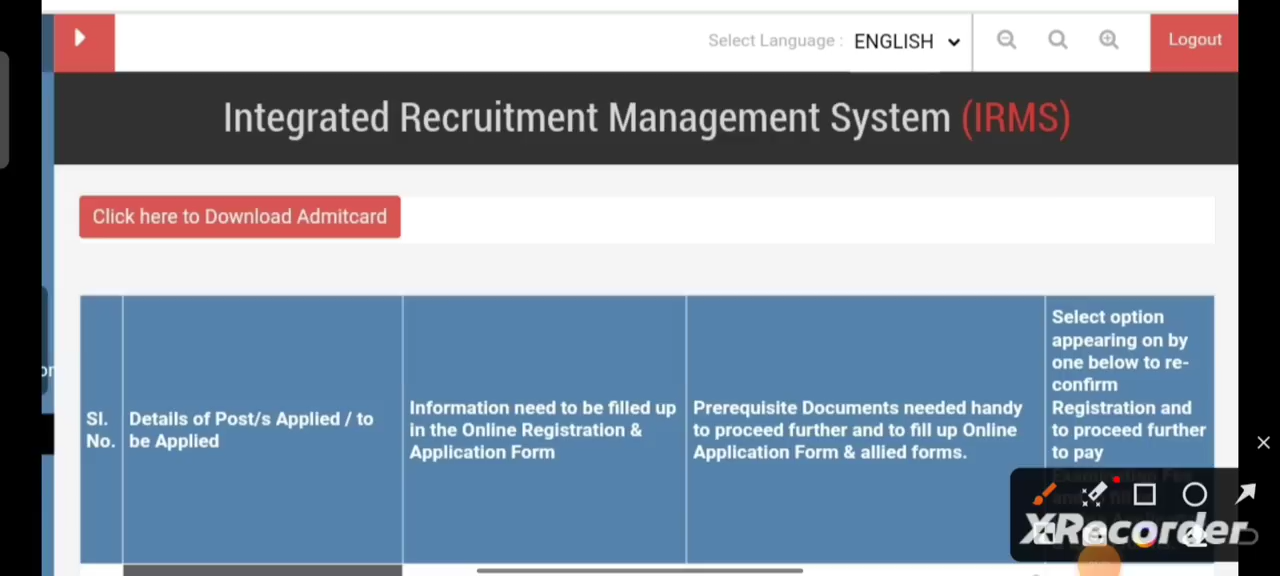 Select Language :
ENGLISH
Logout
Integrated Recruitment Management System (IRMS)
Click here to Download Admitcard
Sl.
No.
Details of Post/s Applied / to
be Applied
Information need to be filled up
in the Online Registration &
Application Form
Prerequisite Documents needed handy
to proceed further and to fill up Online
Application Form & allied forms.
Select option
appearing on by
one below to re-
confirm
Registration and
to proceed further
to pay
XRecorder